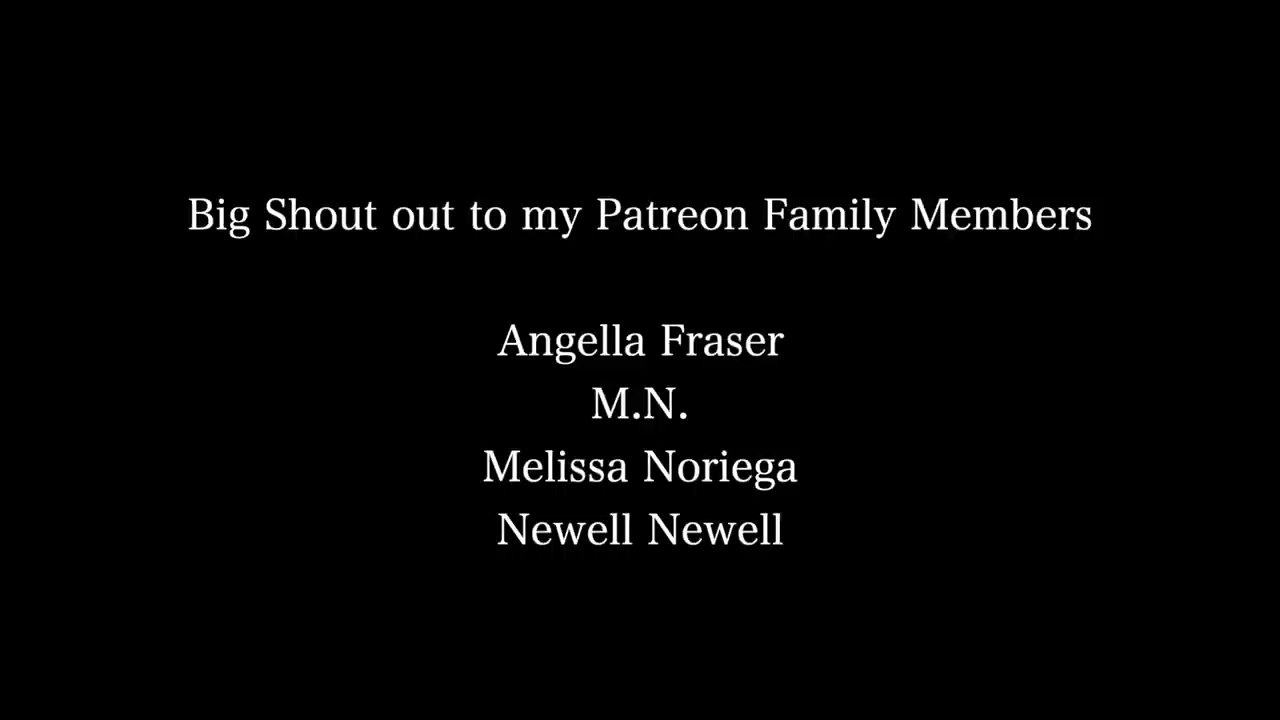 Big Shout out to my Patreon Family Members
Angella Fraser
M.N.
Melissa Noriega
Newell Newell